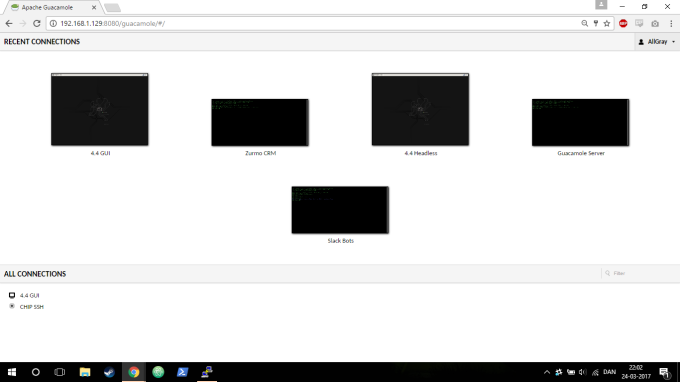 Apache Guacamole
192.168.1.129:8080/guacamole/#/
RECENT CONNECTIONS
AllGray
4.4 GUI
Zurmo CRM
4.4 Headless
Guacamole Server
Slack Bots
ALL CONNECTIONS
Filter
4.4 GUI
CHIP SSH
DAN
22:02
24-03-2017